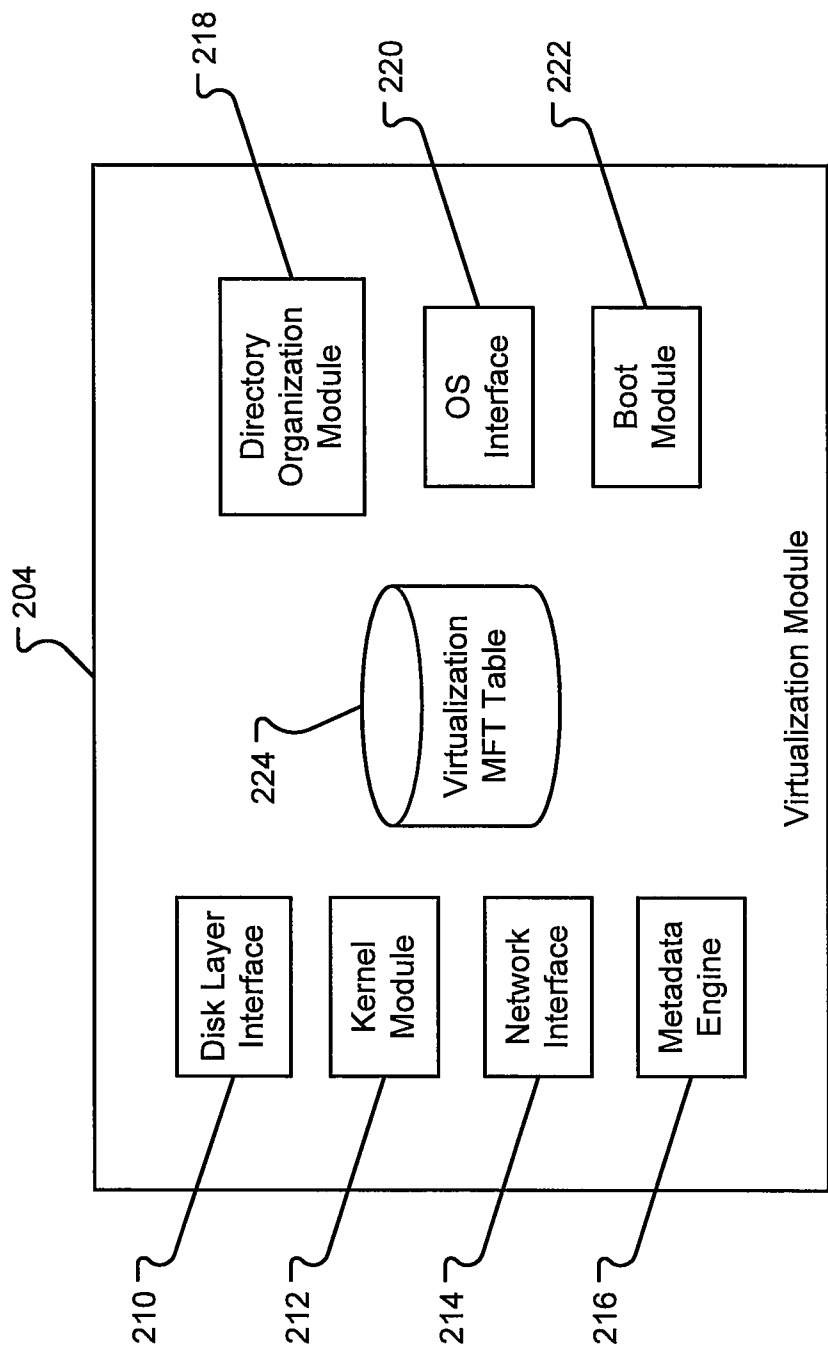 204
210
Disk Layer
Interface
212
Kernel
Module
214
Network
Interface
216
Metadata
Engine
224
Virtualization
MFT Table
218
Directory
Organization
Module
220
OS
Interface
222
Boot
Module
Virtualization Module